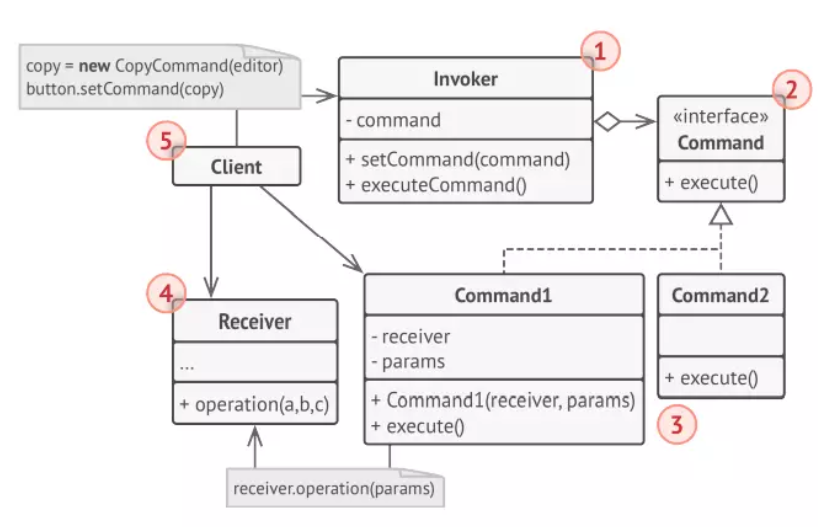 copy = new CopyCommand(editor)
button.setCommand(copy)
1
Invoker
- command
+ setCommand(command)
+ executeCommand()
2
«interface»
Command
+ execute()
5
Client
4
Receiver
...
+ operation(a,b,c)
Command1
- receiver
- params
+ Command1(receiver, params)
+ execute()
Command2
+ execute()
3
receiver.operation(params)